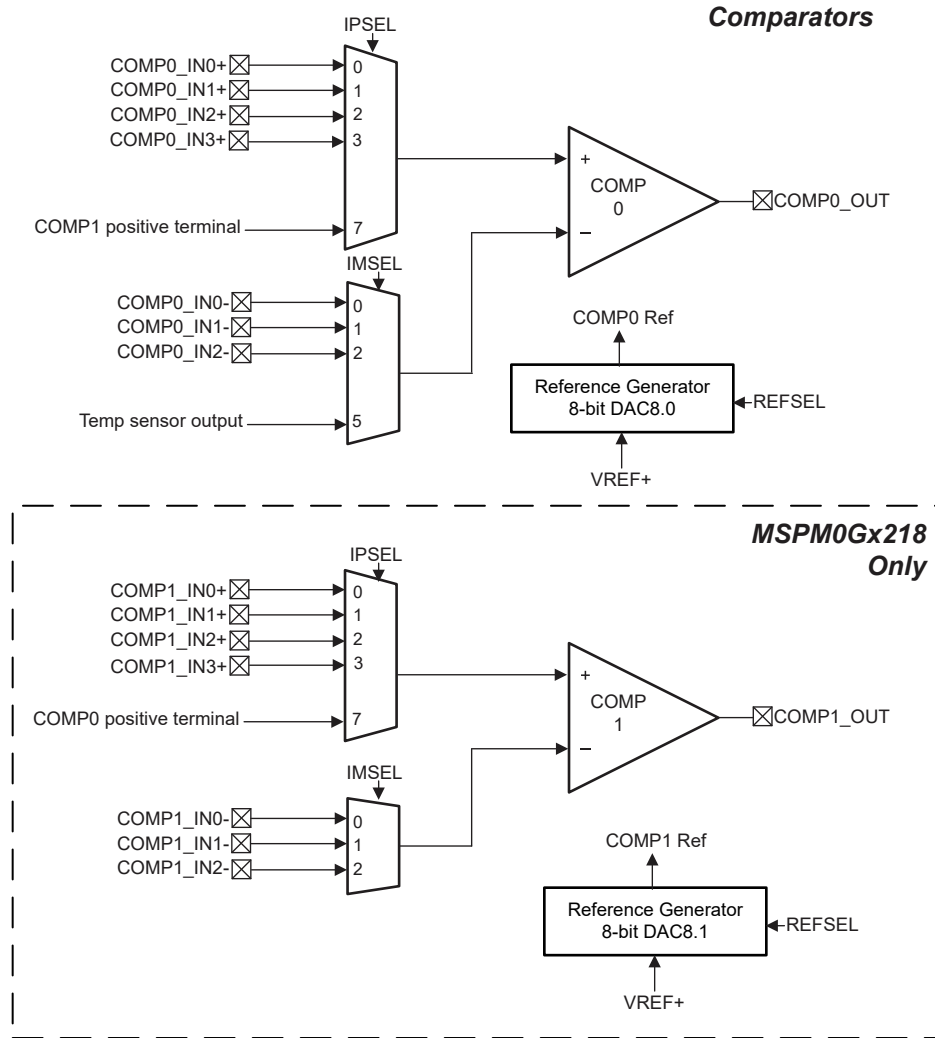 Comparators
IPSEL
COMP0_IN0+
COMP0_IN1+
COMP0_IN2+
COMP0_IN3+
COMP1 positive terminal
0
1
2
3
7
IMSEL
COMP0_IN0-
COMP0_IN1-
COMP0_IN2-
Temp sensor output
0
1
2
5
+
COMP
0
−
COMP0_OUT
COMP0 Ref
Reference Generator
8-bit DAC8.0
REFSEL
VREF+
MSPM0Gx218
Only
IPSEL
COMP1_IN0+
COMP1_IN1+
COMP1_IN2+
COMP1_IN3+
COMP0 positive terminal
0
1
2
3
7
IMSEL
COMP1_IN0-
COMP1_IN1-
COMP1_IN2-
0
1
2
+
COMP
1
−
COMP1_OUT
COMP1 Ref
Reference Generator
8-bit DAC8.1
REFSEL
VREF+